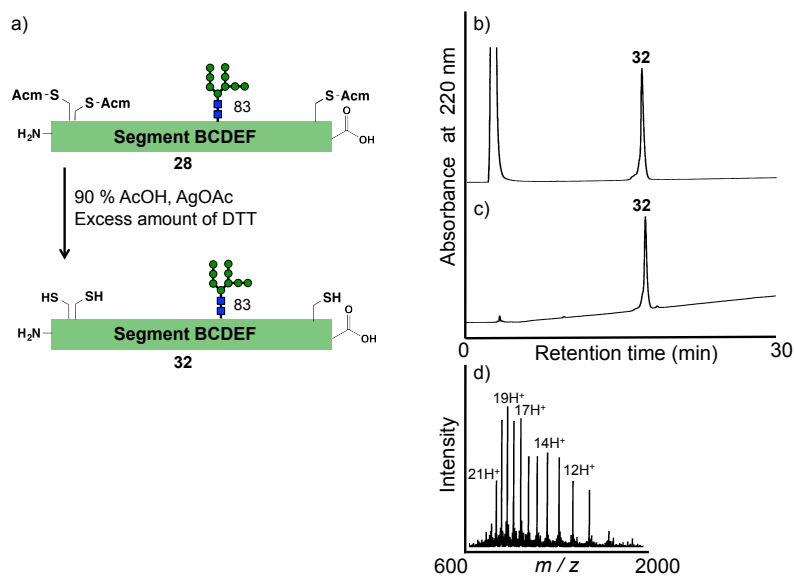 a)
Acm-S
S-Acm
83
S-Acm
O
H₂N
Segment BCDEF
OH
28
90 % AcOH, AgOAc
Excess amount of DTT
HS
SH
83
SH
O
H₂N
Segment BCDEF
OH
32
b)
32
c)
32
Absorbance at 220 nm
0
Retention time (min)
30
d)
19H⁺
17H⁺
14H⁺
21H⁺
12H⁺
Intensity
600
m / z
2000